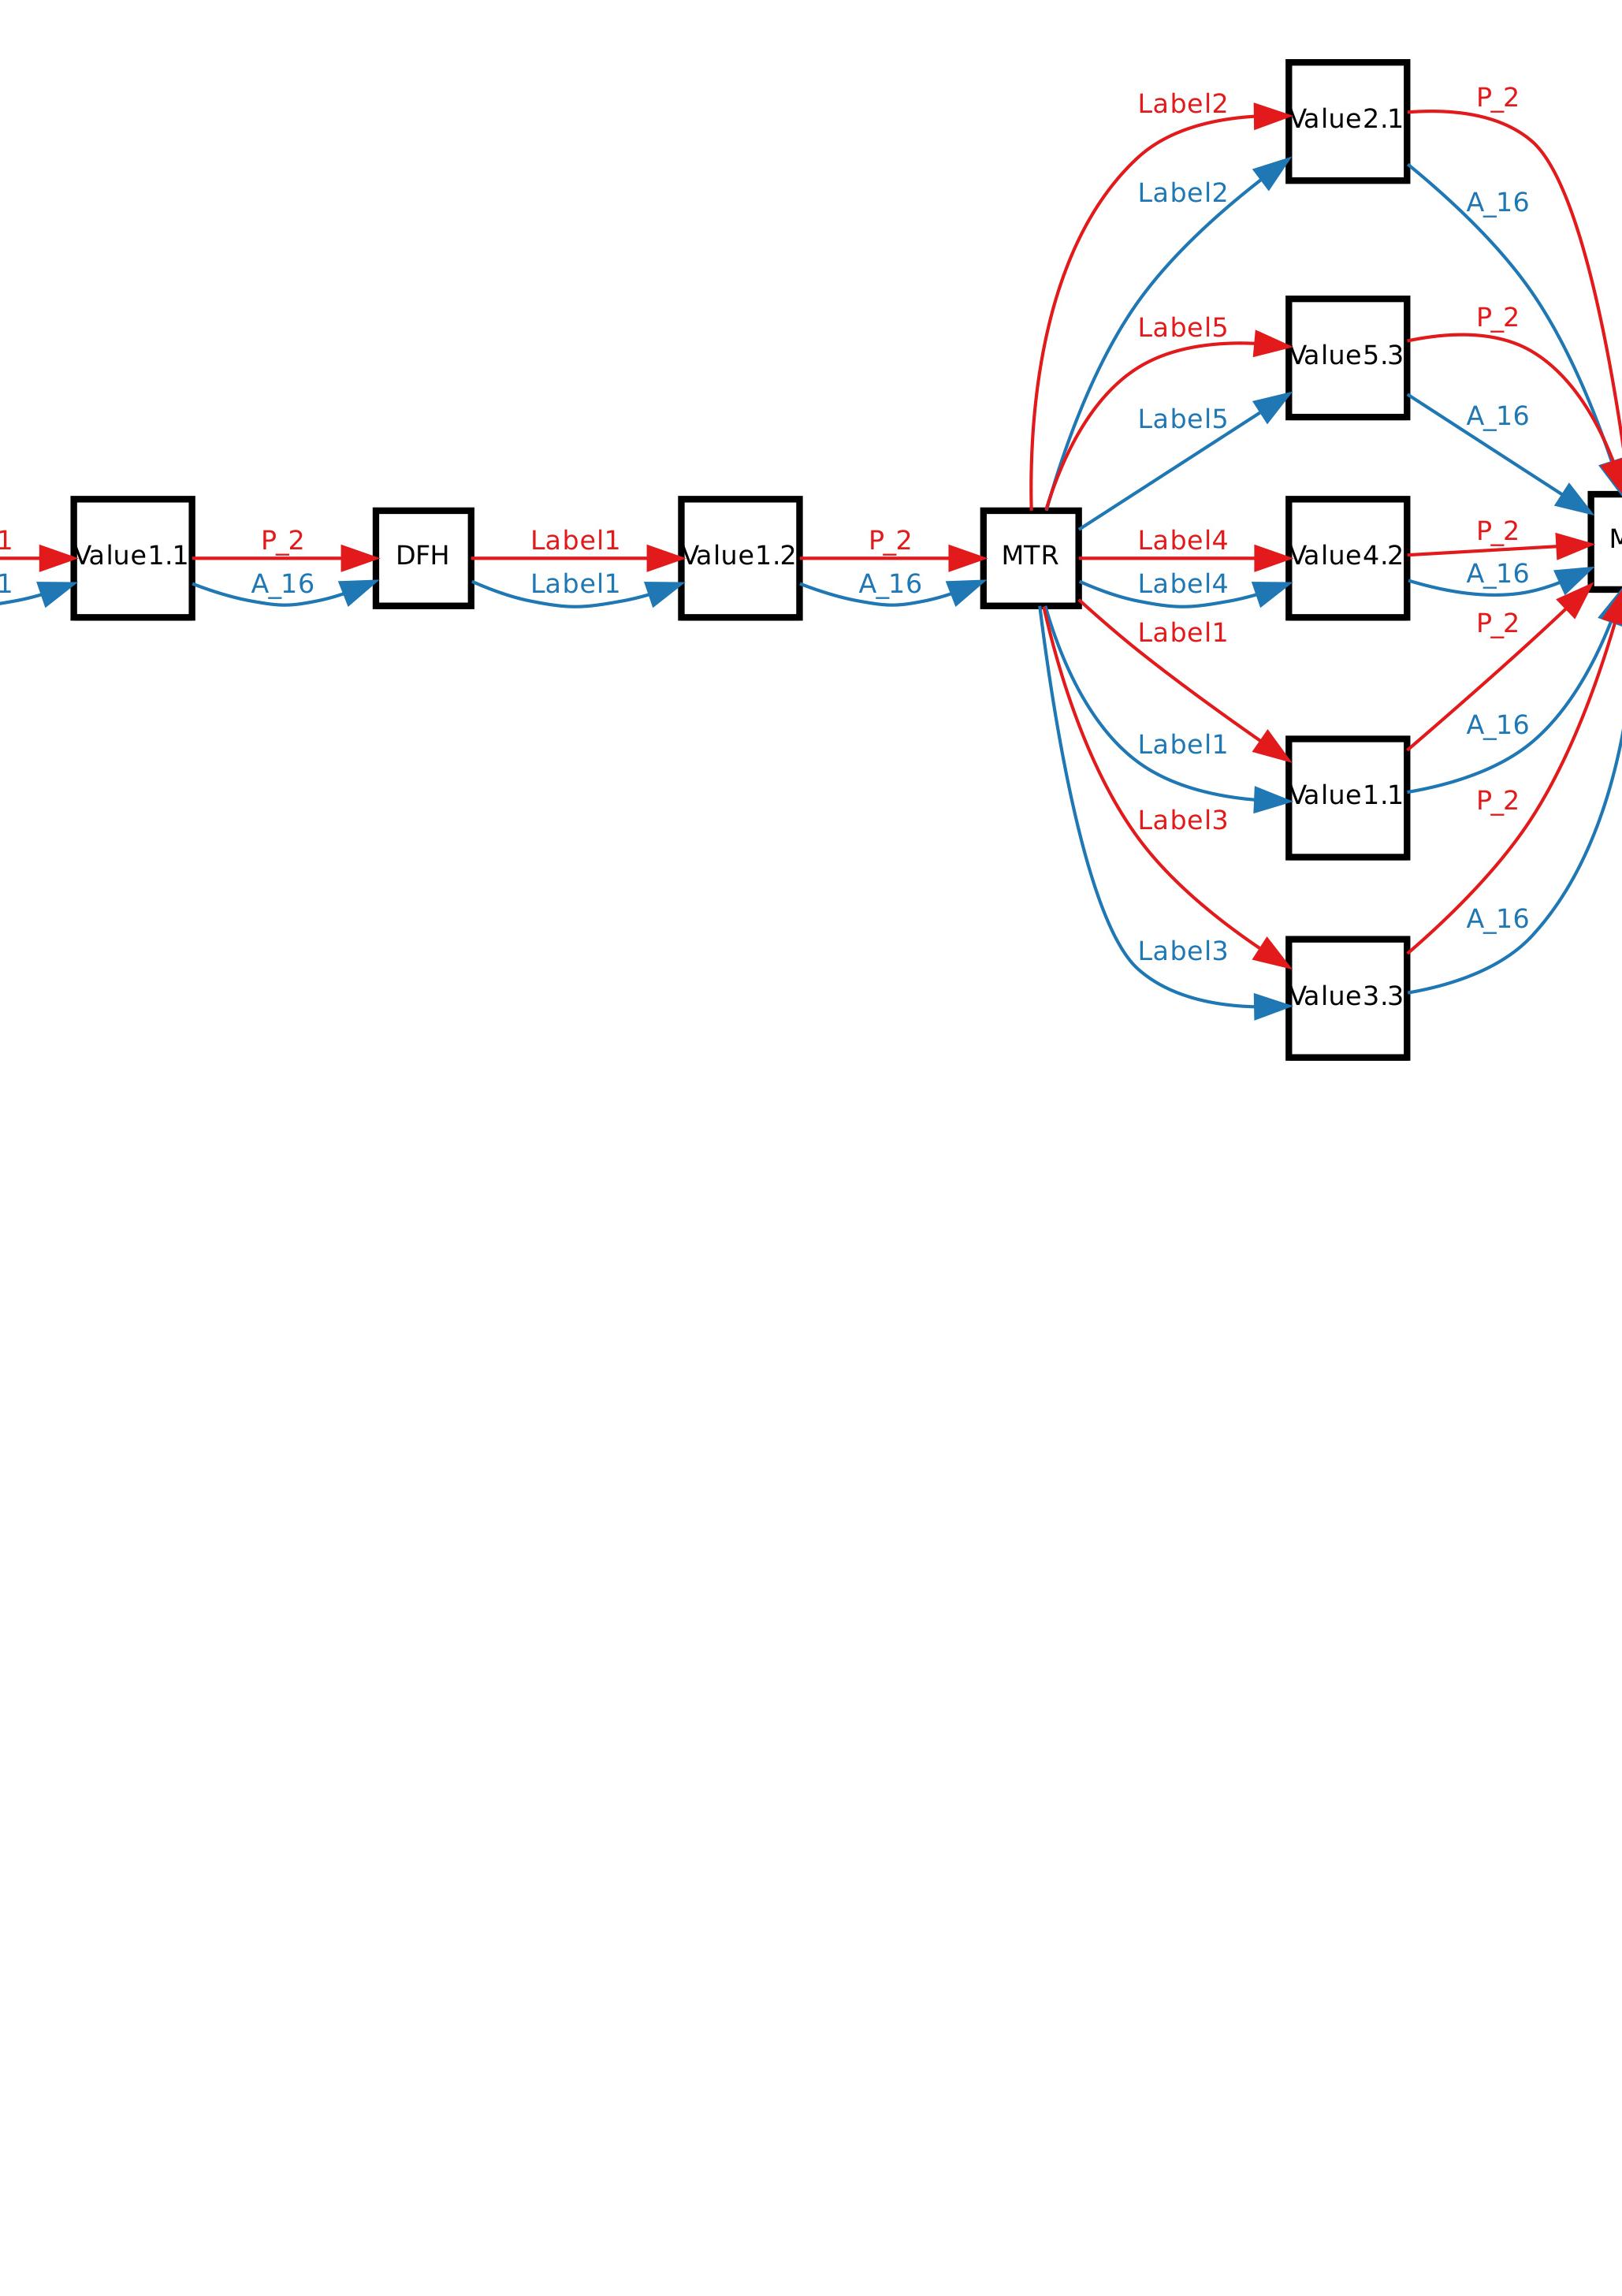 Label2
P_2
Value2.1
Label2
A_16
Label5
P_2
Value5.3
Label5
A_16
1
P_2
Label1
P_2
Label4
P_2
Value1.1
DFH
Value1.2
MTR
Value4.2
M
1
A_16
Label1
A_16
Label4
A_16
Label1
P_2
Label1
A_16
Value1.1
Label3
P_2
Label3
A_16
Value3.3